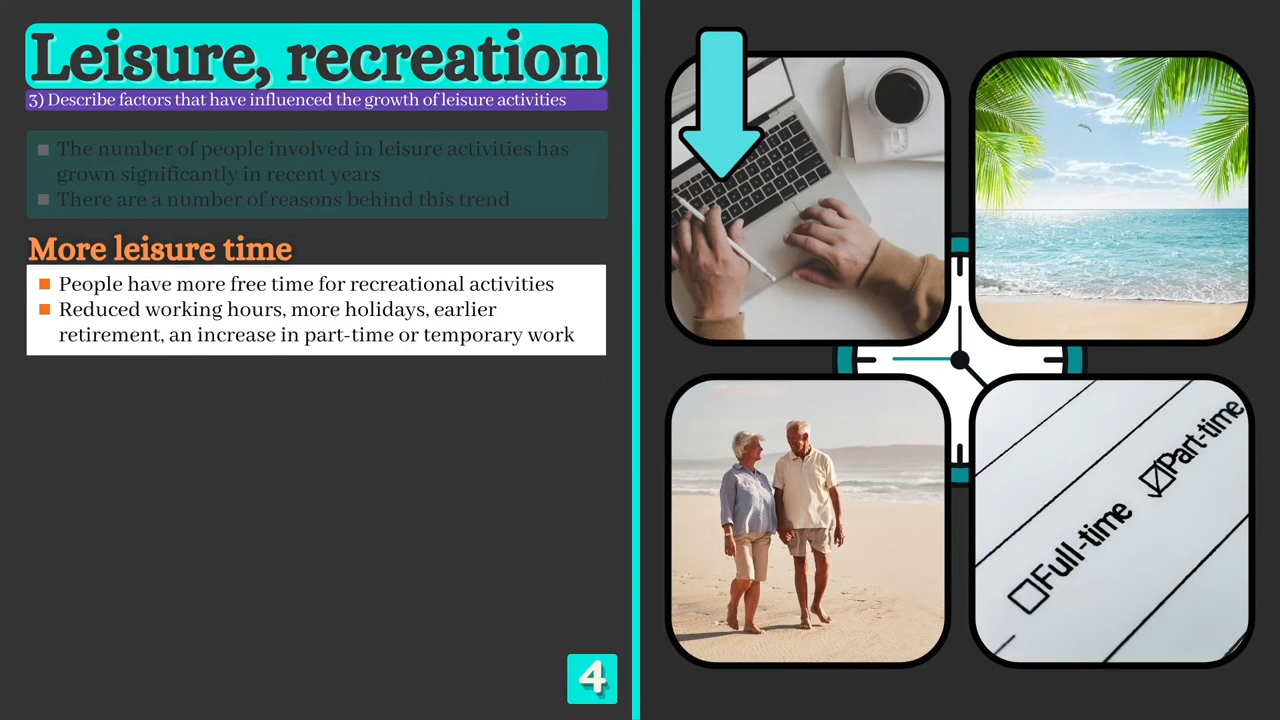 Leisure, recreation
3) Describe factors that have influenced the growth of leisure activities
The number of people involved in leisure activities has
grown significantly in recent years
There are a number of reasons behind this trend
More leisure time
People have more free time for recreational activities
Reduced working hours, more holidays, earlier
retirement, an increase in part-time or temporary work
4
Part-time
Full-time